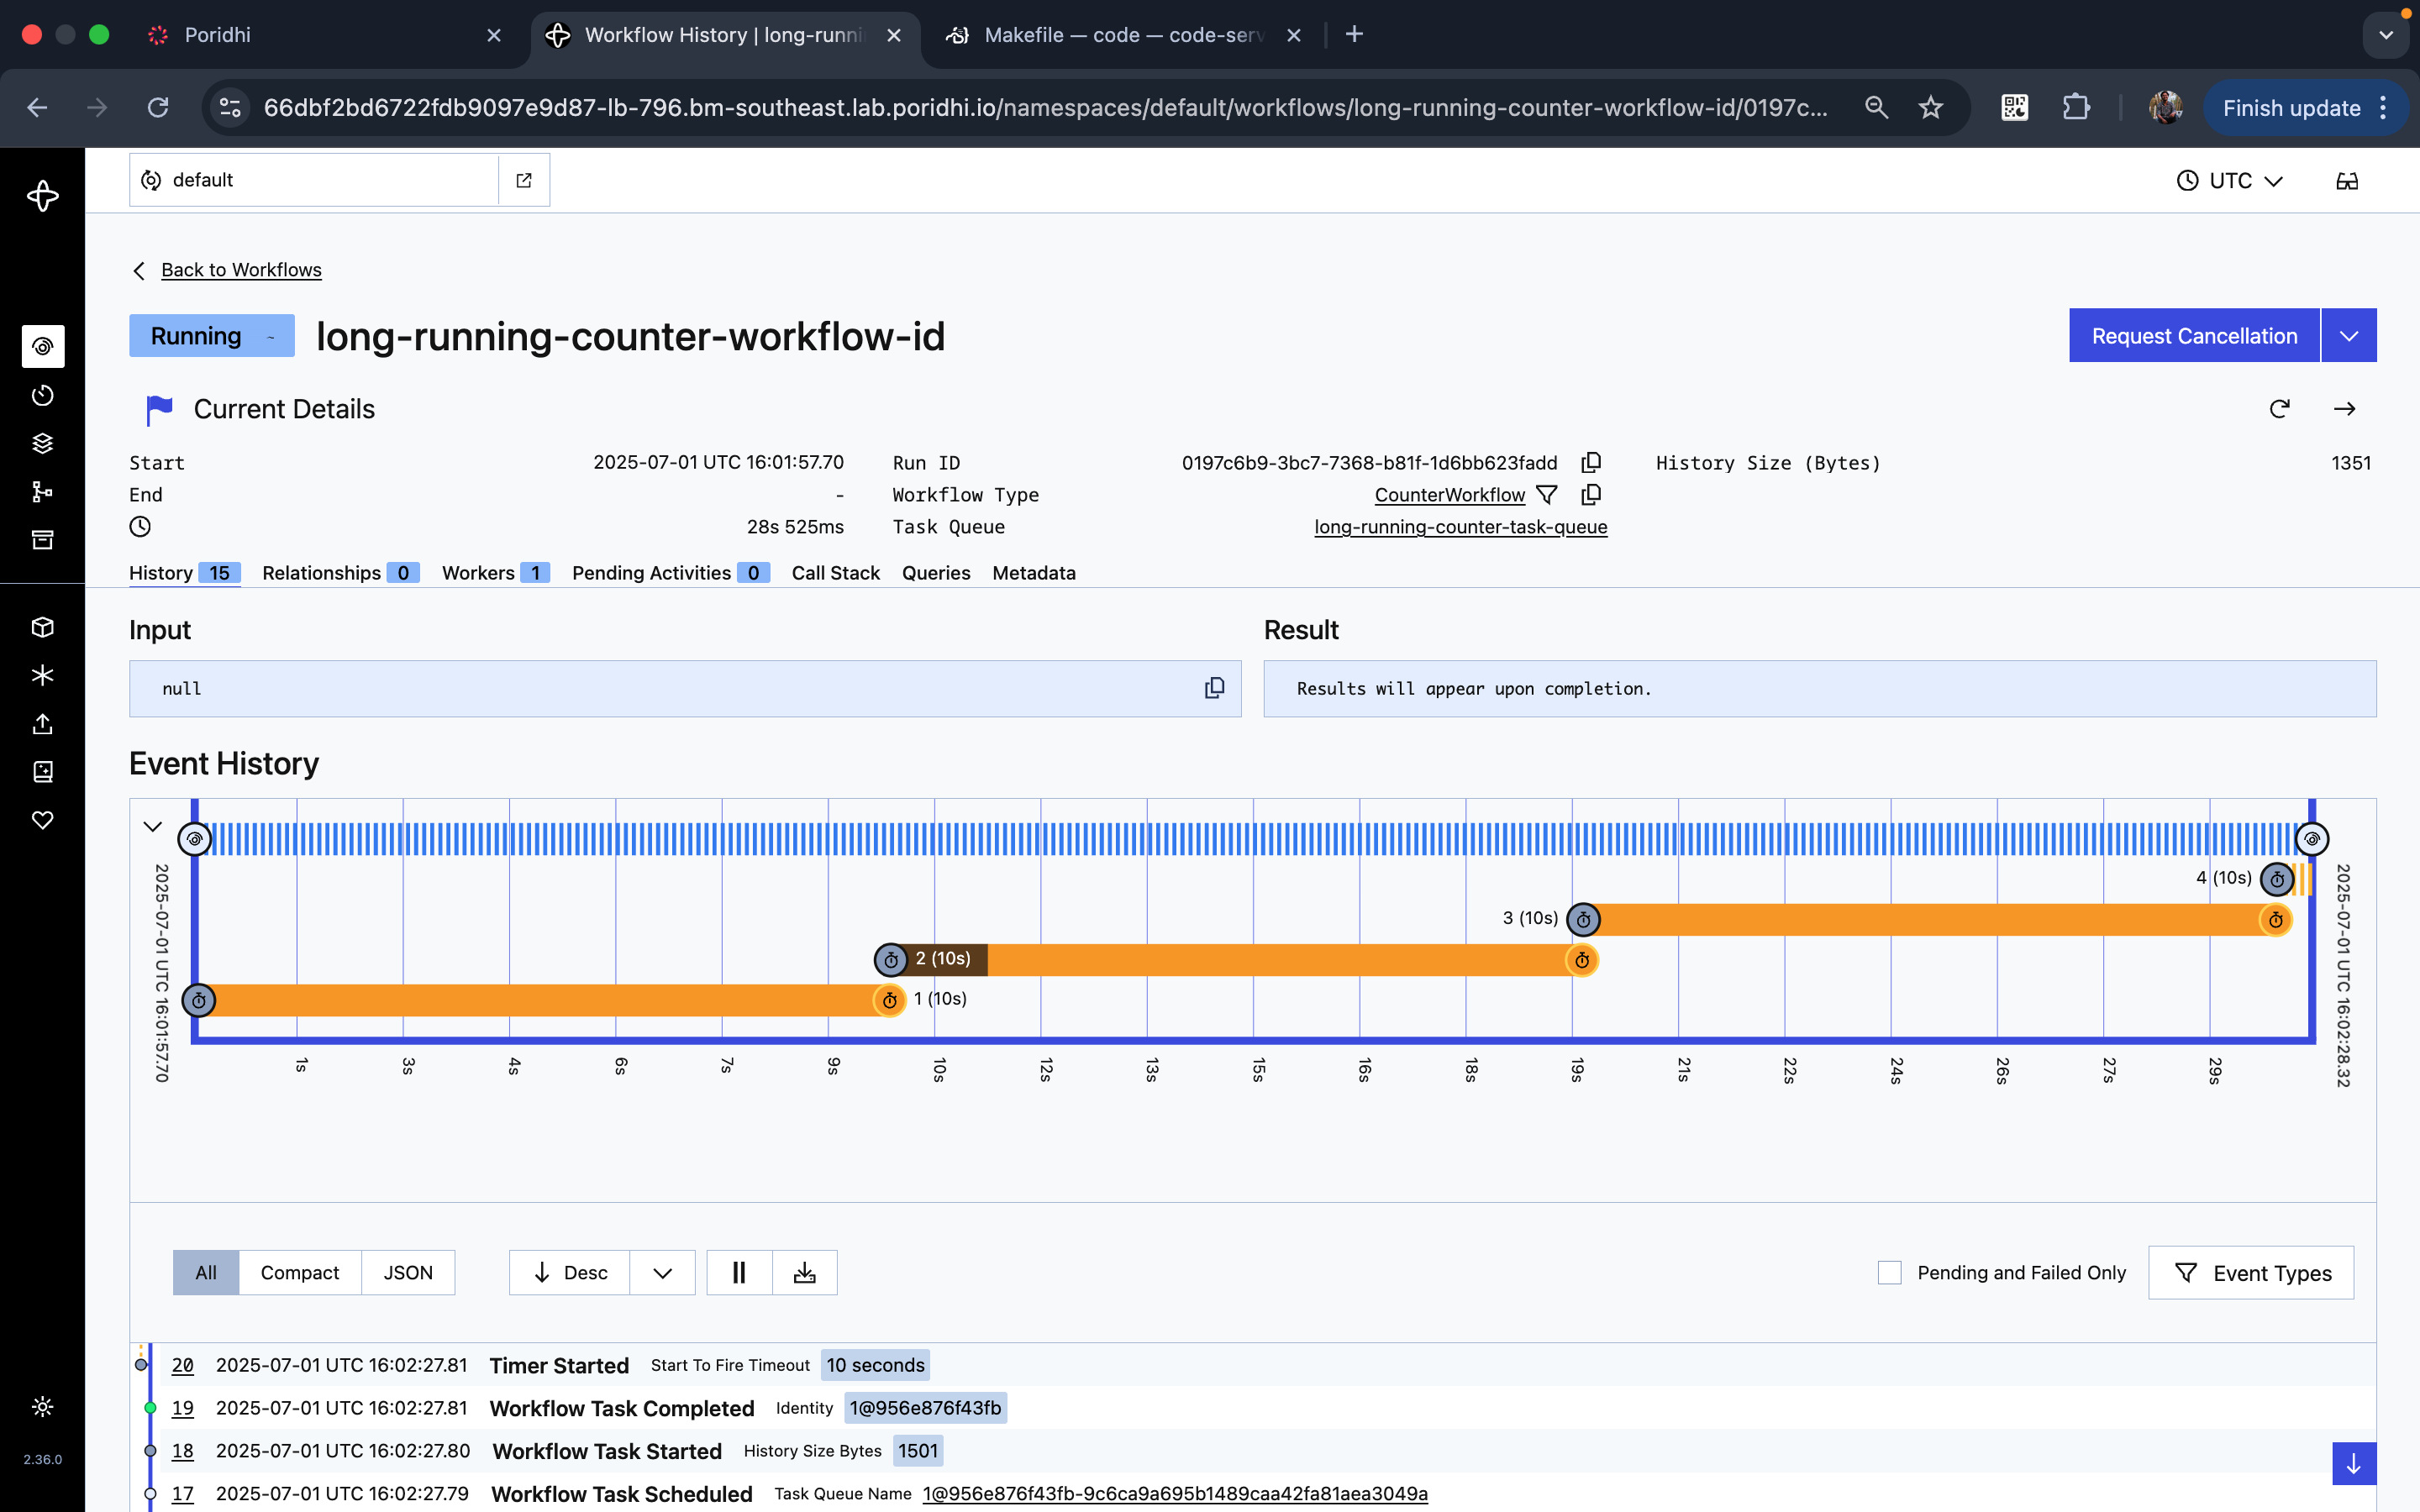 Poridhi
Workflow History | long-runni
Makefile — code — code-serv
66dbf2bd6722fdb9097e9d87-lb-796.bm-southeast.lab.poridhi.io/namespaces/default/workflows/long-running-counter-workflow-id/0197c...
Finish update
default
UTC
Back to Workflows
Running
long-running-counter-workflow-id
Request Cancellation
Current Details
Start 2025-07-01 UTC 16:01:57.70 Run ID 0197c6b9-3bc7-7368-b81f-1d6bb623fadd History Size (Bytes) 1351
End - Workflow Type CounterWorkflow
28s 525ms Task Queue long-running-counter-task-queue
History 15 Relationships 0 Workers 1 Pending Activities 0 Call Stack Queries Metadata
Input Result
null Results will appear upon completion.
Event History
2025-07-01 UTC 16:01:57.70
4 (10s)
3 (10s)
2 (10s)
1 (10s)
2025-07-01 UTC 16:02:28.32
1s 3s 4s 6s 7s 9s 10s 12s 13s 15s 16s 18s 19s 21s 22s 24s 26s 27s 29s
All Compact JSON Desc Pending and Failed Only Event Types
20 2025-07-01 UTC 16:02:27.81 Timer Started Start To Fire Timeout 10 seconds
19 2025-07-01 UTC 16:02:27.81 Workflow Task Completed Identity 1@956e876f43fb
18 2025-07-01 UTC 16:02:27.80 Workflow Task Started History Size Bytes 1501
17 2025-07-01 UTC 16:02:27.79 Workflow Task Scheduled Task Queue Name 1@956e876f43fb-9c6ca9a695b1489caa42fa81aea3049a
2.36.0